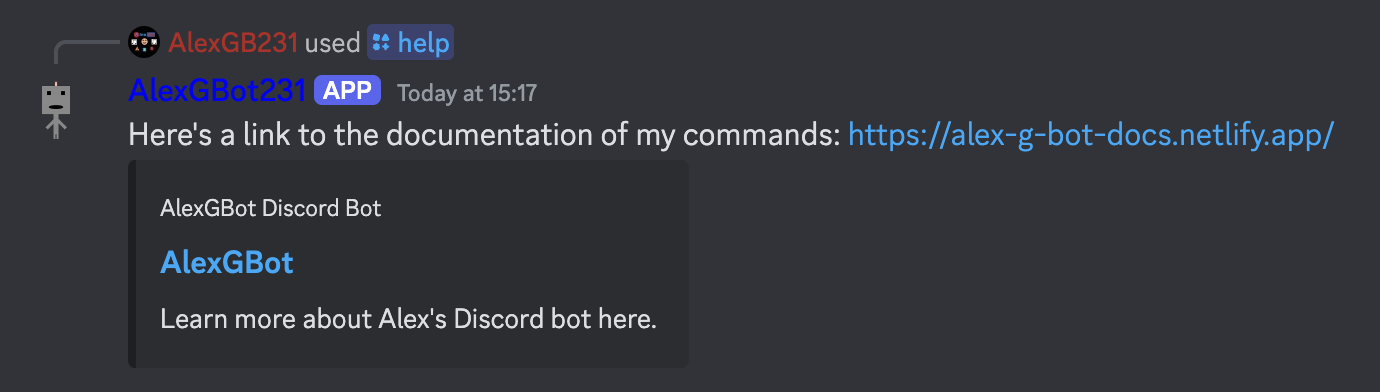 AlexGB231 used help
AlexGBot231 APP Today at 15:17
Here's a link to the documentation of my commands: https://alex-g-bot-docs.netlify.app/
AlexGBot Discord Bot
AlexGBot
Learn more about Alex's Discord bot here.